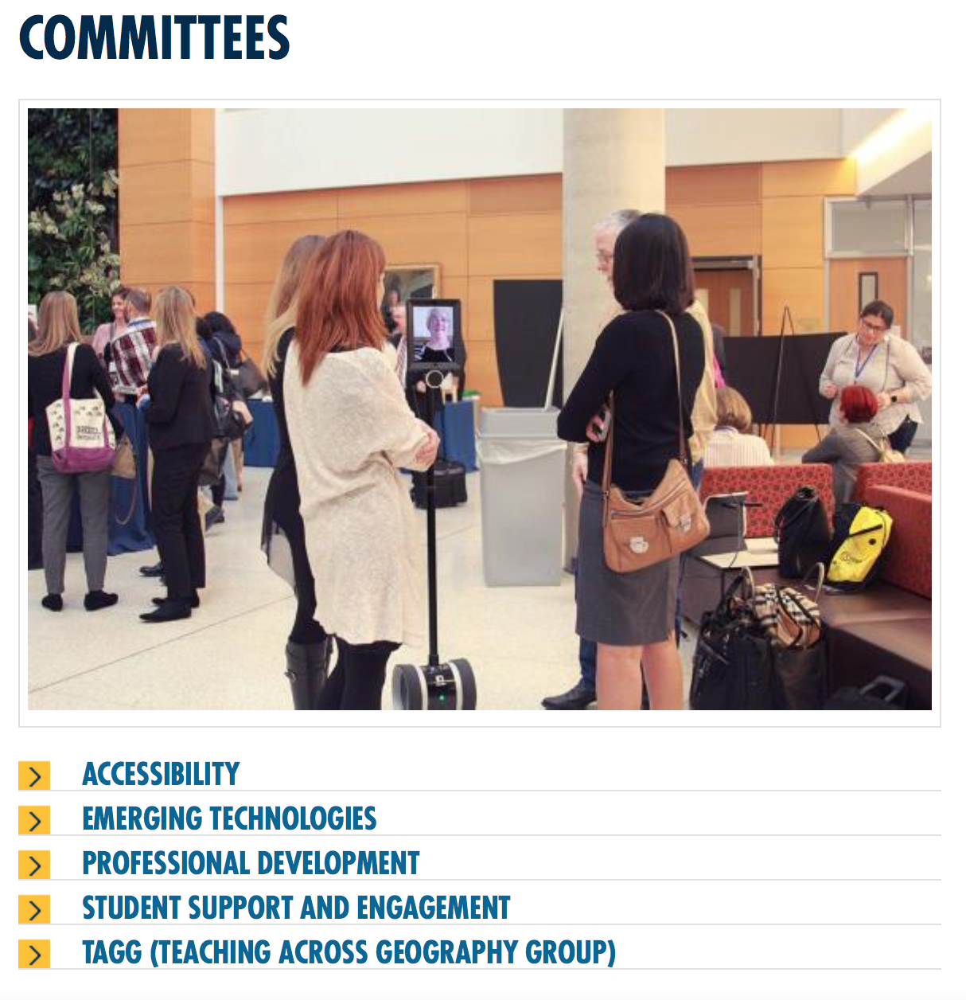 COMMITTEES
ACCESSIBILITY
EMERGING TECHNOLOGIES
PROFESSIONAL DEVELOPMENT
STUDENT SUPPORT AND ENGAGEMENT
TAGG (TEACHING ACROSS GEOGRAPHY GROUP)